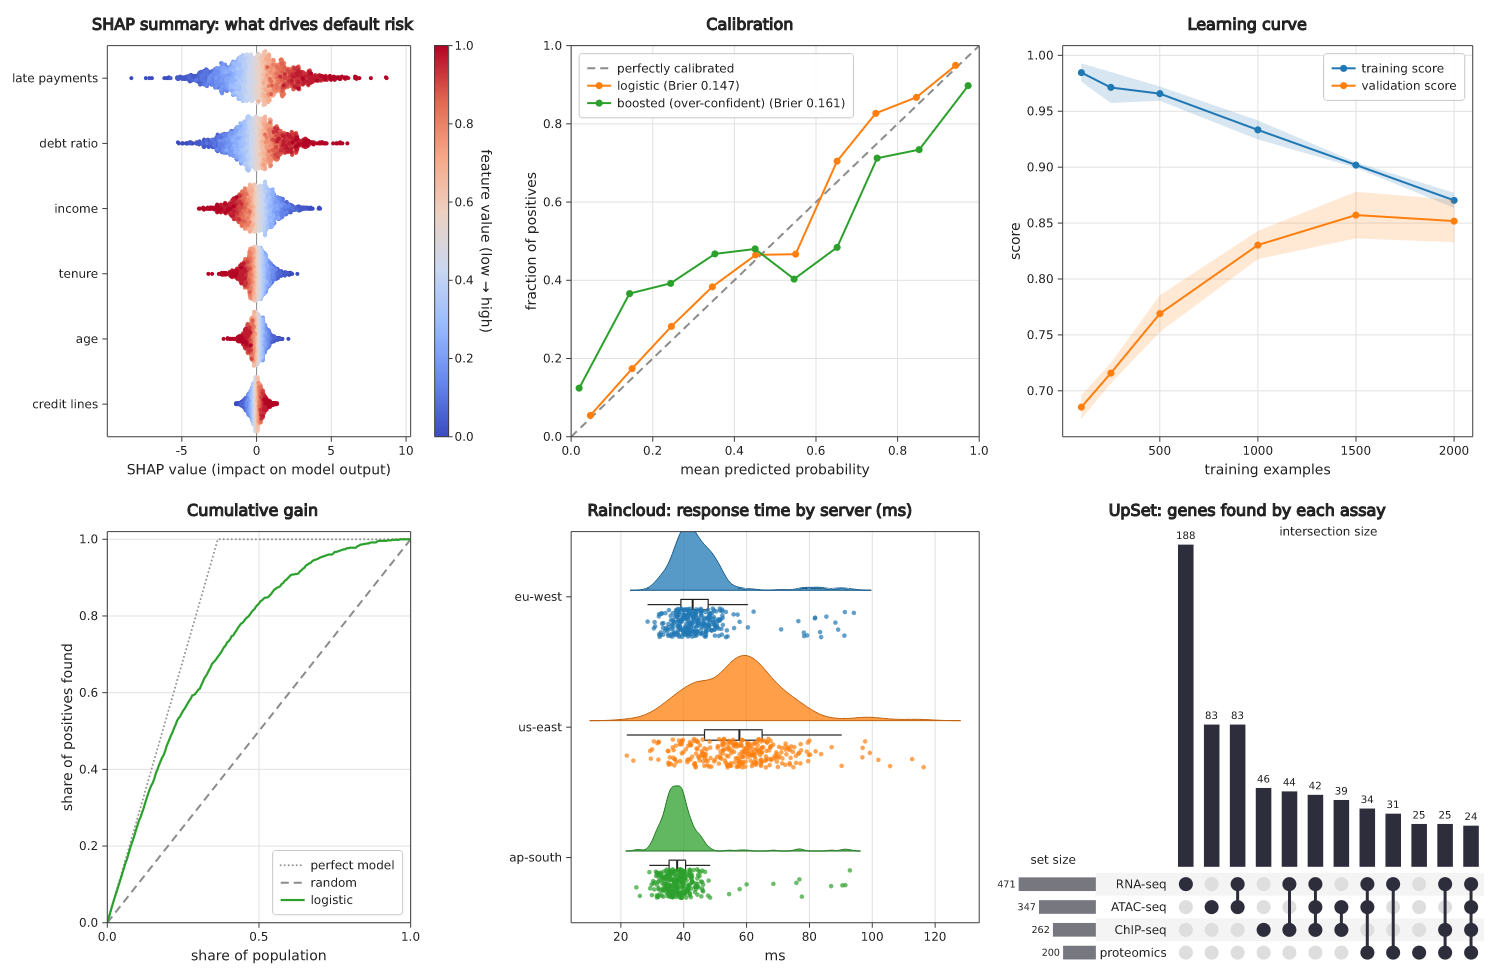 SHAP summary: what drives default risk
late payments
debt ratio
income
tenure
age
credit lines
-5
0
5
10
SHAP value (impact on model output)
1.0
0.8
0.6
0.4
0.2
0.0
feature value (low → high)
Calibration
perfectly calibrated
logistic (Brier 0.147)
boosted (over-confident) (Brier 0.161)
1.0
0.8
0.6
0.4
0.2
0.0
fraction of positives
0.0
0.2
0.4
0.6
0.8
1.0
mean predicted probability
Learning curve
training score
validation score
1.00
0.95
0.90
0.85
0.80
0.75
0.70
score
500
1000
1500
2000
training examples
Cumulative gain
1.0
0.8
0.6
0.4
0.2
0.0
share of positives found
perfect model
random
logistic
0.0
0.5
1.0
share of population
Raincloud: response time by server (ms)
eu-west
us-east
ap-south
20
40
60
80
100
120
ms
UpSet: genes found by each assay
intersection size
188
83
83
46
44
42
39
34
31
25
25
24
set size
471
RNA-seq
347
ATAC-seq
262
ChIP-seq
200
proteomics